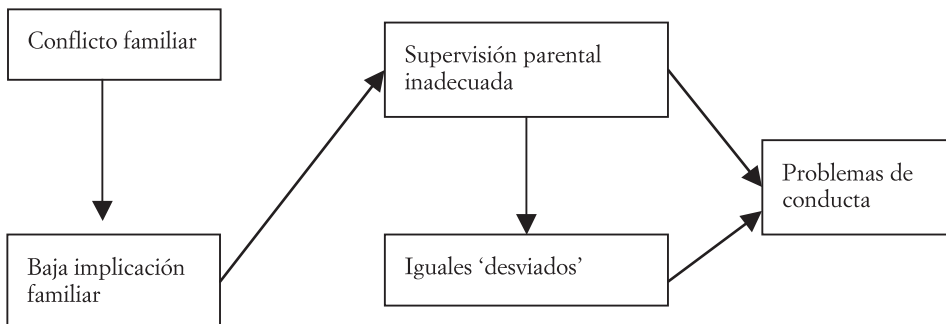 Conflicto familiar
Supervisión parental
inadecuada
Problemas de
conducta
Baja implicación
familiar
Iguales ‘desviados’